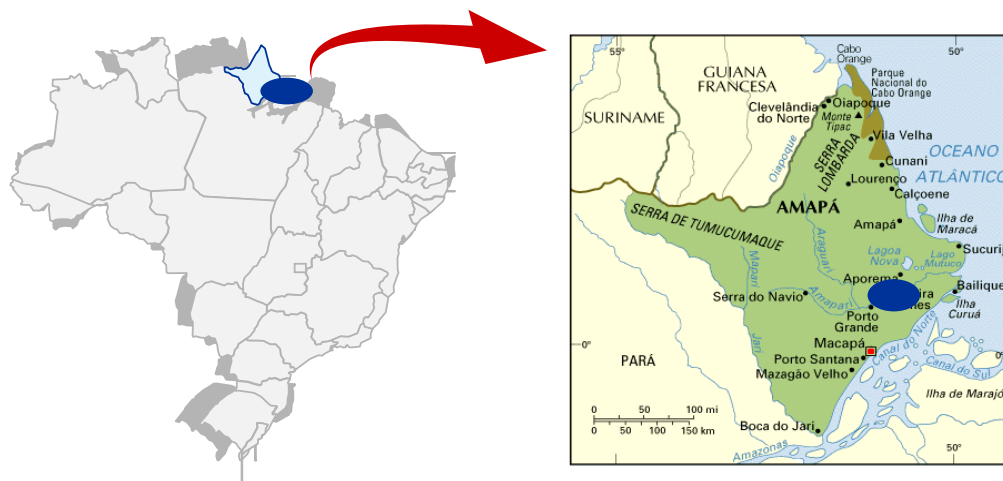 55°
50°
Cabo
Orange
Parque
Nacional do
Cabo Orange
GUIANA
FRANCESA
SURINAME
Clevelândia
do Norte
Oiapoque
Monte
Tipac
Oiapoque
SERRA
LOMBARDA
Vila Velha
OCEANO
ATLÂNTICO
Cunani
Lourenço
Calçoene
AMAPÁ
SERRA DE TUMUCUMAQUE
Amapá
Ilha de
Maracá
Araguari
Lagoa
Nova
Lago
Mutuco
Sucurij
Mapari
Aporema
Bailique
Serra do Navio
Amapari
Porto
Grande
Ilha
Curuá
Macapá
Canal do Norte
0°
0°
PARÁ
Jari
Porto Santana
Mazagão Velho
Canal do Sul
Ilha de Marajó
0 50 100 mi
0 50 100 150 km
Boca do Jari
Amazonas
50°